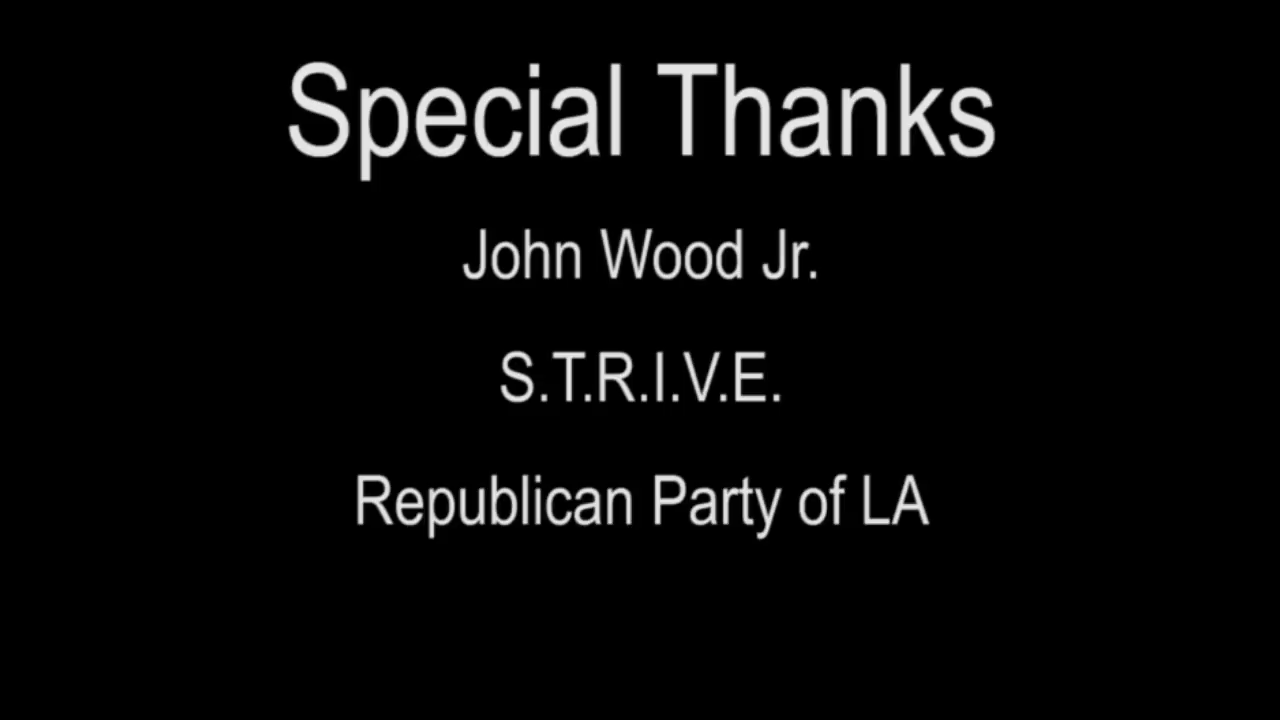 Special Thanks
John Wood Jr.
S.T.R.I.V.E.
Republican Party of LA